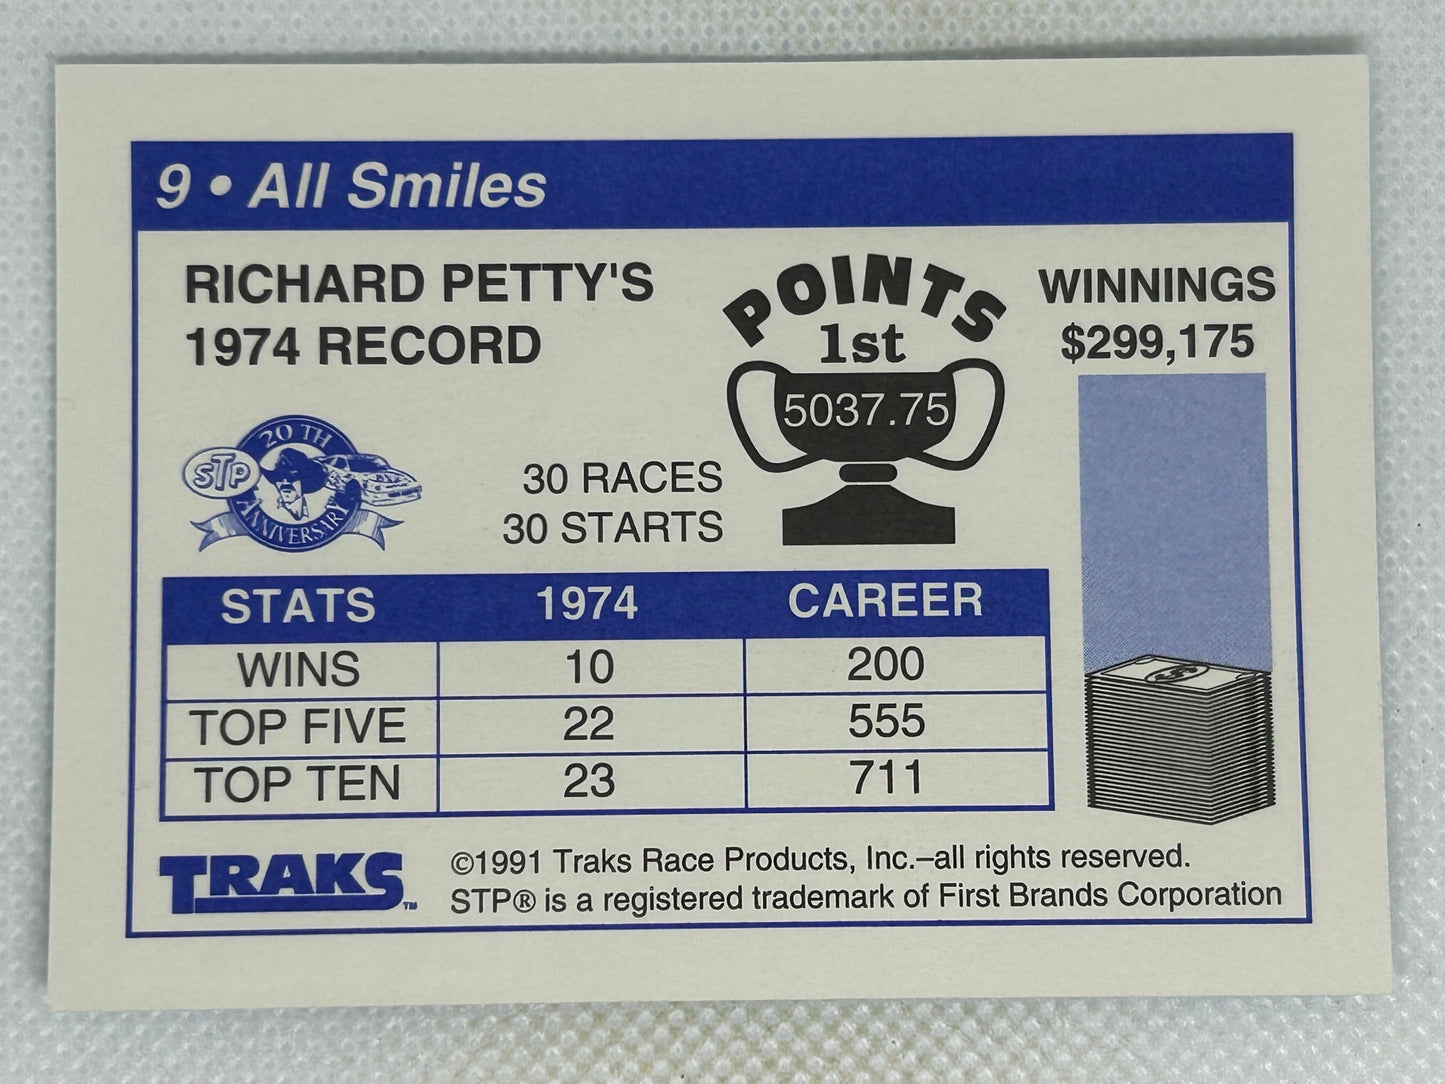 9 • All Smiles
RICHARD PETTY'S
1974 RECORD
POINTS
1st
5037.75
WINNINGS
$299,175
STP
20TH
ANNIVERSARY
30 RACES
30 STARTS
STATS 1974 CAREER
WINS 10 200
TOP FIVE 22 555
TOP TEN 23 711
TRAKS™
©1991 Traks Race Products, Inc.–all rights reserved.
STP® is a registered trademark of First Brands Corporation